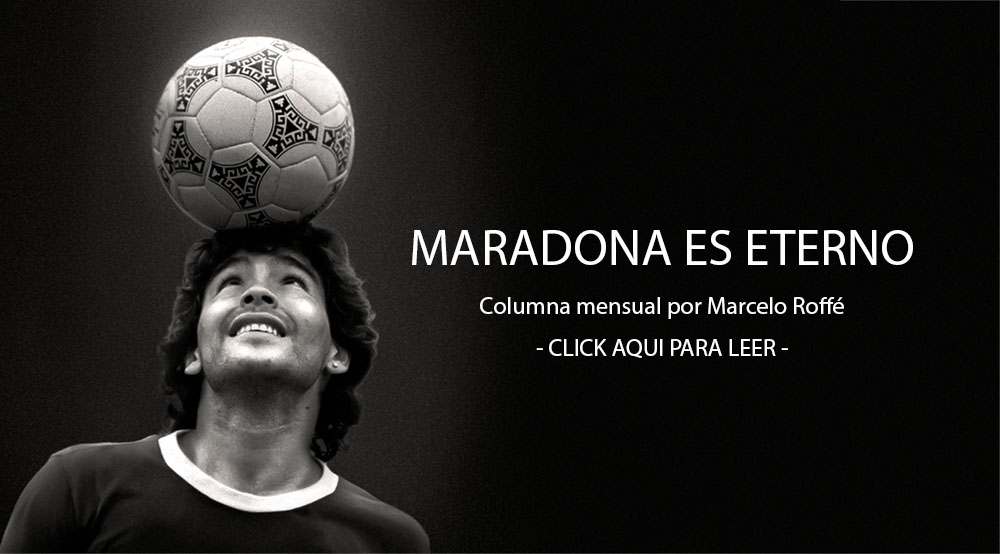 MARADONA ES ETERNO
Columna mensual por Marcelo Roffé
- CLICK AQUI PARA LEER -